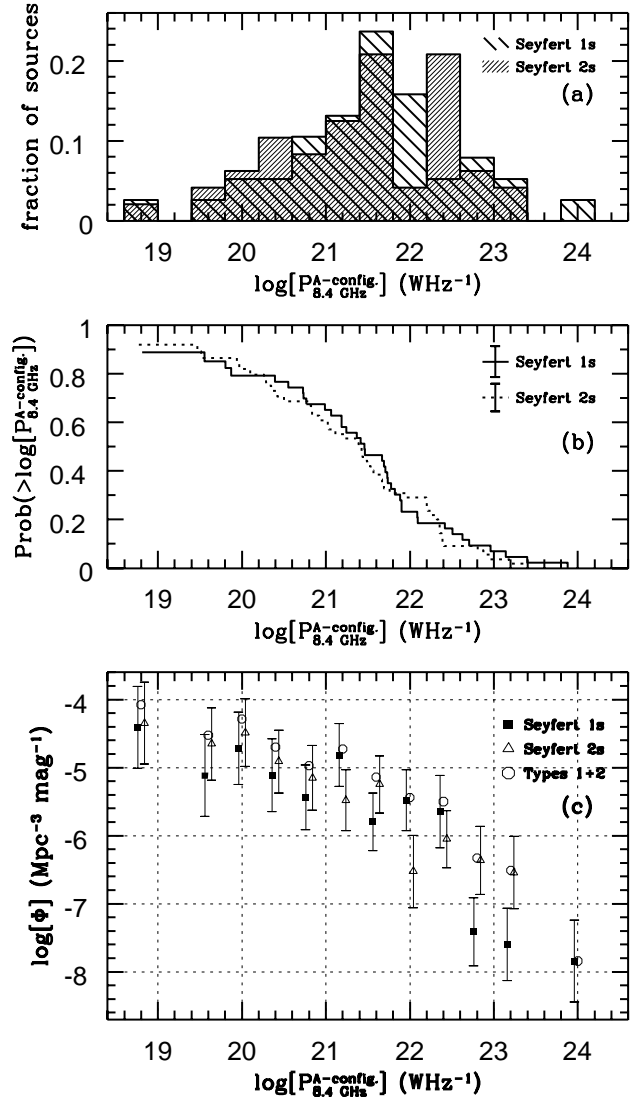 fraction of sources
0.2
0.1
0
Seyfert 1s
Seyfert 2s
(a)
19 20 21 22 23 24
log[P^A-config._8.4 GHz] (WHz⁻¹)
Prob(>log[P^A-config._8.4 GHz])
1
0.8
0.6
0.4
0.2
0
Seyfert 1s
Seyfert 2s
(b)
19 20 21 22 23 24
log[P^A-config._8.4 GHz] (WHz⁻¹)
log[Φ] (Mpc⁻³ mag⁻¹)
-4
-5
-6
-7
-8
Seyfert 1s
Seyfert 2s
Types 1+2
(c)
19 20 21 22 23 24
log[P^A-config._8.4 GHz] (WHz⁻¹)